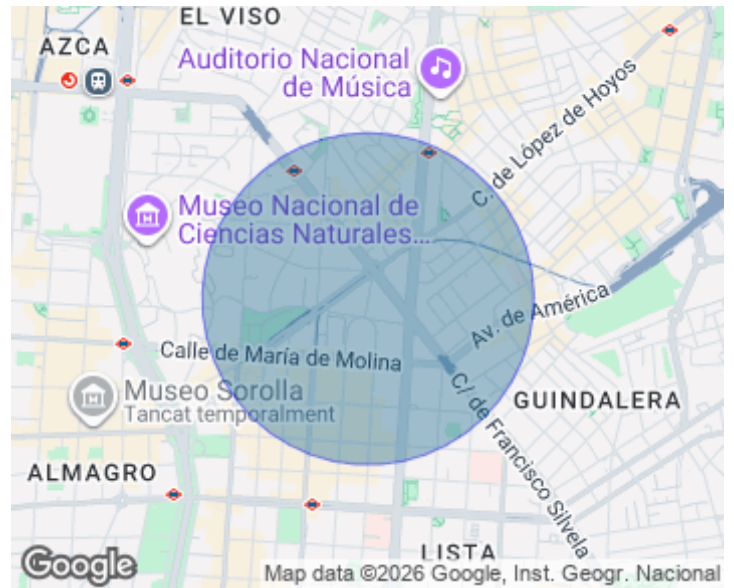 EL VISO
AZCA
Auditorio Nacional
de Música
C. de López de Hoyos
Museo Nacional de
Ciencias Naturales...
Av. de América
Calle de María de Molina
Museo Sorolla
Tancat temporalment
C/ de Francisco Silvela
GUINDALERA
ALMAGRO
LISTA
Google
Map data ©2026 Google, Inst. Geogr. Nacional